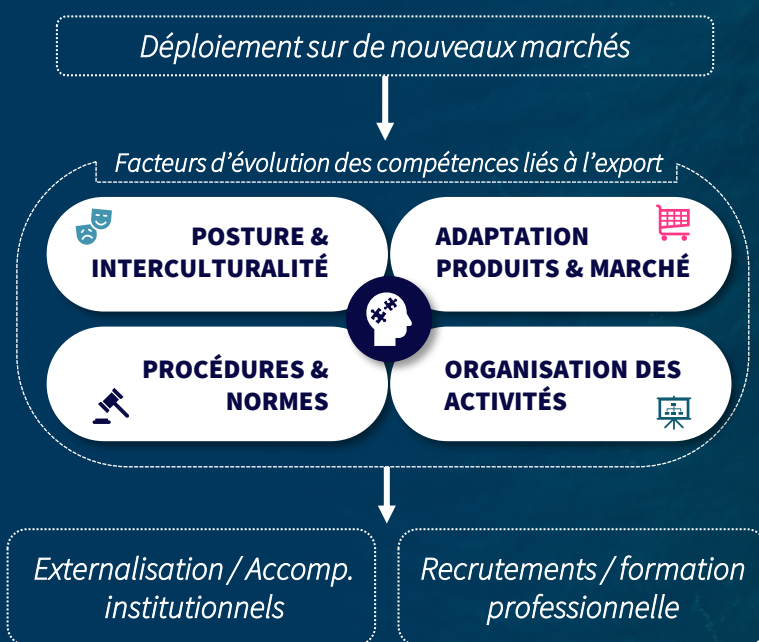 Déploiement sur de nouveaux marchés
Facteurs d'évolution des compétences liés à l'export
POSTURE &
INTERCULTURALITÉ
ADAPTATION
PRODUITS & MARCHÉ
PROCÉDURES &
NORMES
ORGANISATION DES
ACTIVITÉS
Externalisation / Accomp.
institutionnels
Recrutements / formation
professionnelle